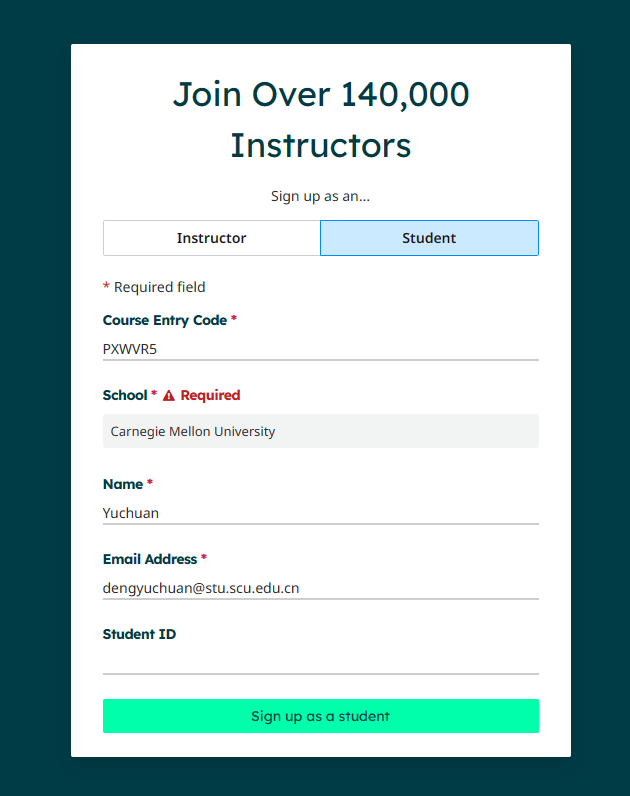 Join Over 140,000
Instructors
Sign up as an...
Instructor
Student
* Required field
Course Entry Code *
PXWVR5
School * Required
Carnegie Mellon University
Name *
Yuchuan
Email Address *
dengyuchuan@stu.scu.edu.cn
Student ID
Sign up as a student